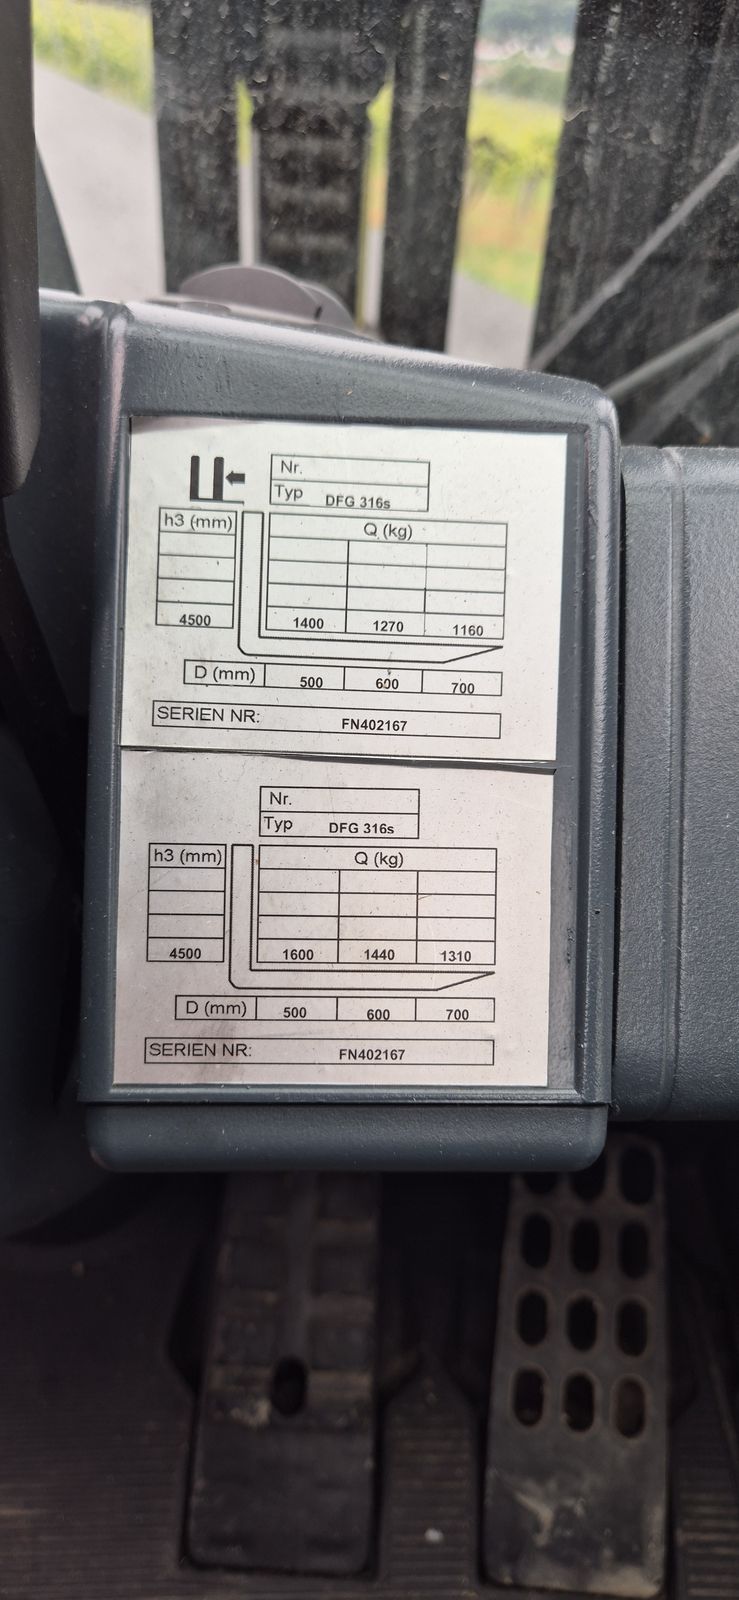 Nr.
Typ DFG 316s
h3 (mm) Q (kg)
4500 1400 1270 1160
D (mm) 500 600 700
SERIEN NR: FN402167
Nr.
Typ DFG 316s
h3 (mm) Q (kg)
4500 1600 1440 1310
D (mm) 500 600 700
SERIEN NR: FN402167